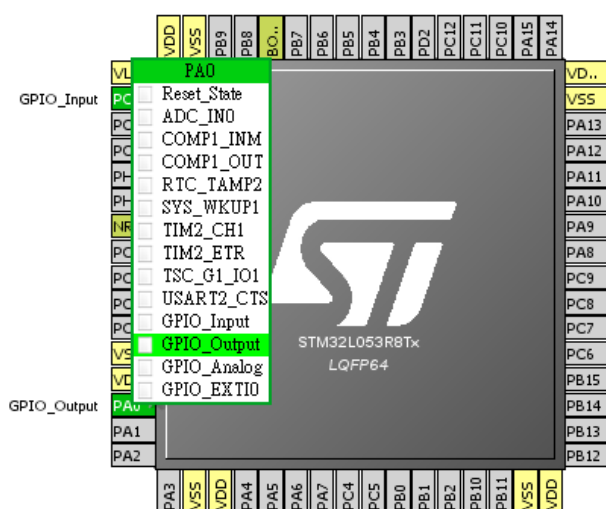 VDD
VSS
PB9
PB8
BO..
PB7
PB6
PB5
PB4
PB3
PD2
PC12
PC11
PC10
PA15
PA14
VL
GPIO_Input PC
PC
PC
PH
PH
NR
PC
PC
PC
PC
VS
VD
GPIO_Output PA0
PA1
PA2
PA0
Reset_State
ADC_IN0
COMP1_INM
COMP1_OUT
RTC_TAMP2
SYS_WKUP1
TIM2_CH1
TIM2_ETR
TSC_G1_IO1
USART2_CTS
GPIO_Input
GPIO_Output
GPIO_Analog
GPIO_EXTI0
STM32L053R8Tx
LQFP64
VD..
VSS
PA13
PA12
PA11
PA10
PA9
PA8
PC9
PC8
PC7
PC6
PB15
PB14
PB13
PB12
PA3
VSS
VDD
PA4
PA5
PA6
PA7
PC4
PC5
PB0
PB1
PB2
PB10
PB11
VSS
VDD